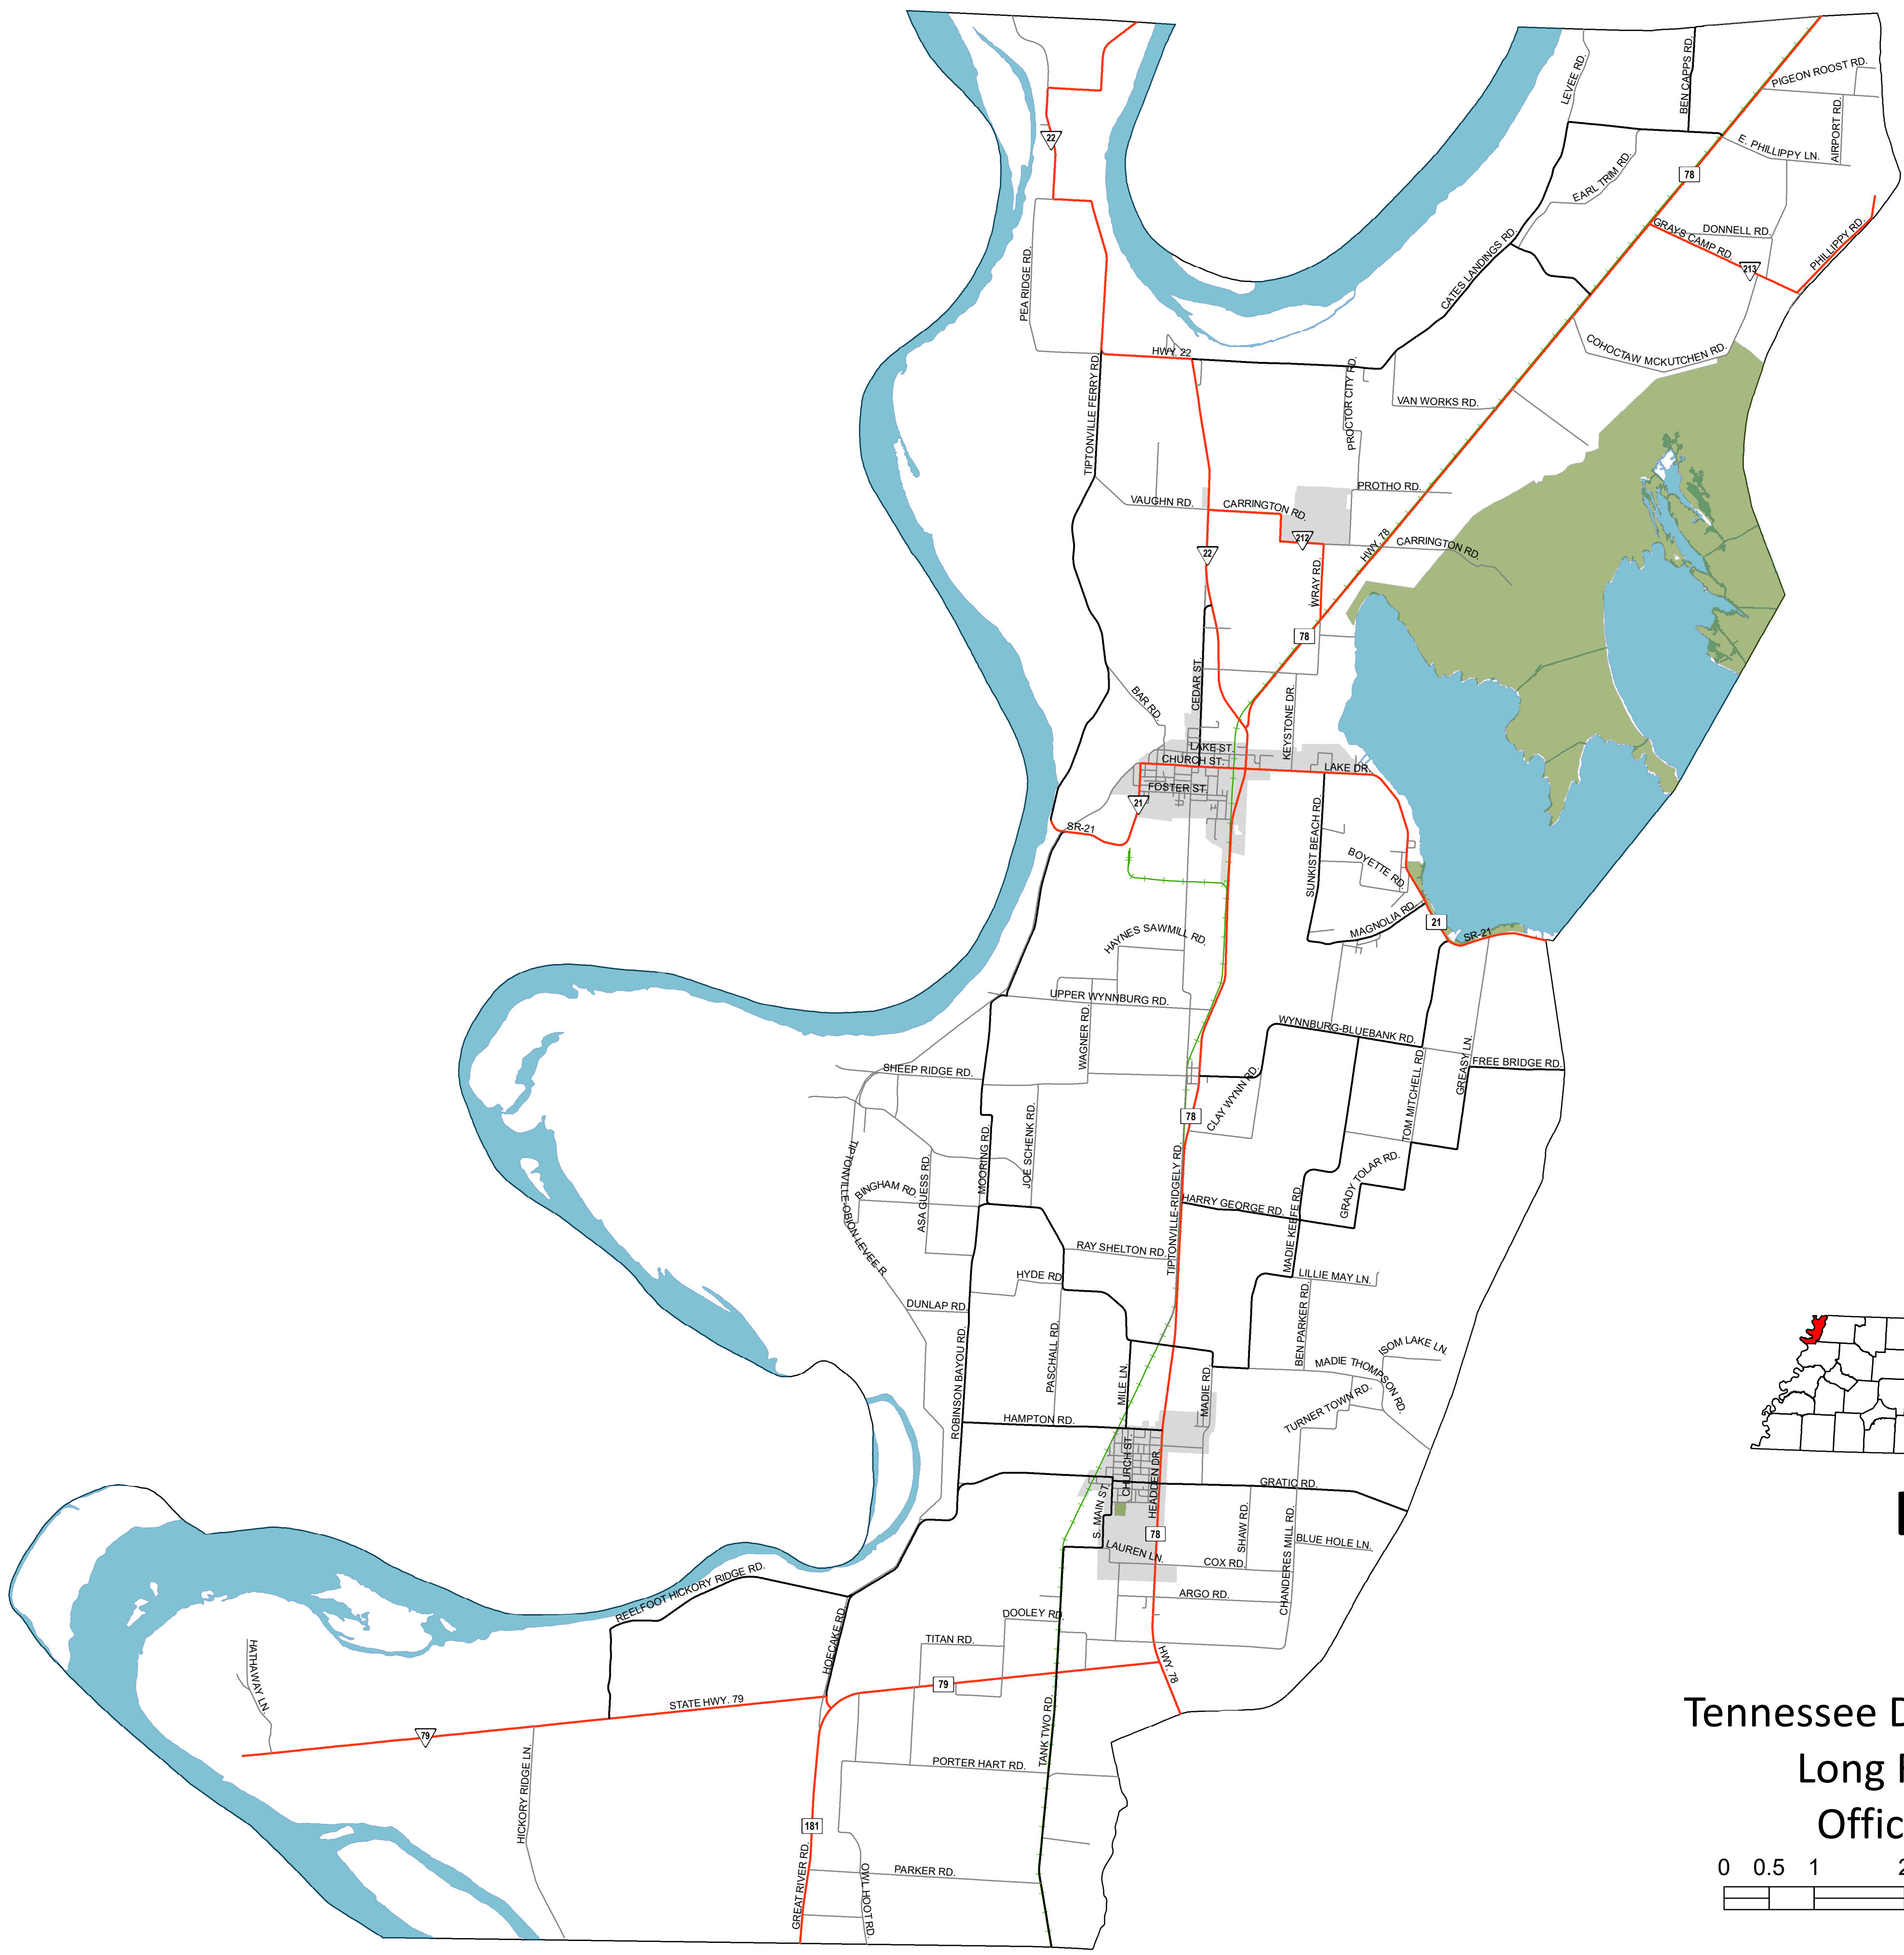 LEVEE RD.
BEN CAPPS RD.
PIGEON ROOST RD.
AIRPORT RD.
E. PHILLIPPY LN.
22
78
EARL TRIM RD.
GRAYS CAMP RD.
DONNELL RD.
213
PHILLIPPY RD.
PEA RIDGE RD.
CATES LANDINGS RD.
COHOCTAW MCKUTCHEN RD.
HWY. 22
TIPTONVILLE FERRY RD.
PROCTOR CITY RD.
VAN WORKS RD.
VAUGHN RD.
CARRINGTON RD.
PROTHO RD.
212
22
HWY. 78
CARRINGTON RD.
WRAY RD.
78
CEDAR ST.
BAR RD.
KEYSTONE DR.
LAKE ST.
CHURCH ST.
LAKE DR.
FOSTER ST.
21
SR-21
SUNKIST BEACH RD.
BOYETTE RD.
MAGNOLIA RD.
21
SR-21
HAYNES SAWMILL RD.
UPPER WYNNBURG RD.
WAGNER RD.
WYNNBURG-BLUEBANK RD.
SHEEP RIDGE RD.
GREASY LN.
FREE BRIDGE RD.
CLAY WYNN RD.
TOM MITCHELL RD.
78
JOE SCHENK RD.
MOORING RD.
TIPTONVILLE-OBION LEVEE R
BINGHAM RD.
ASA GUESS RD.
TIPTONVILLE-RIDGELY RD.
HARRY GEORGE RD.
MADIE KEEFE RD.
GRADY TOLAR RD.
RAY SHELTON RD.
HYDE RD.
LILLIE MAY LN.
DUNLAP RD.
BEN PARKER RD.
ROBINSON BAYOU RD.
PASCHALL RD.
ISOM LAKE LN.
MADIE THOMPSON RD.
MILE LN.
MADIE RD.
TURNER TOWN RD.
HAMPTON RD.
CHURCH ST.
HEADDEN DR.
GRATIO RD.
S. MAIN ST.
78
SHAW RD.
CHANDERES MILL RD.
BLUE HOLE LN.
LAUREN LN.
COX RD.
ARGO RD.
REELFOOT HICKORY RIDGE RD.
HOECAKE RD.
DOOLEY RD.
TITAN RD.
HATHAWAY LN.
HWY. 78
79
STATE HWY. 79
79
TANK TWO RD.
HICKORY RIDGE LN.
PORTER HART RD.
181
PARKER RD.
GREAT RIVER RD.
OWL HOOT RD.
Tennessee D
Long
Offic
0 0.5 1